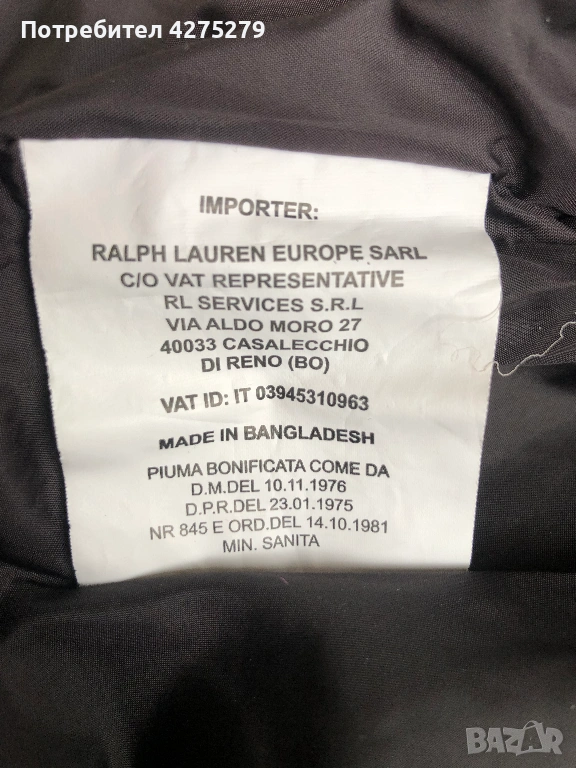 Потребител 4275279
IMPORTER:
RALPH LAUREN EUROPE SARL
C/O VAT REPRESENTATIVE
RL SERVICES S.R.L
VIA ALDO MORO 27
40033 CASALECCHIO
DI RENO (BO)
VAT ID: IT 03945310963
MADE IN BANGLADESH
PIUMA BONIFICATA COME DA
D.M.DEL 10.11.1976
D.P.R.DEL 23.01.1975
NR 845 E ORD.DEL 14.10.1981
MIN. SANITA
BAZAR